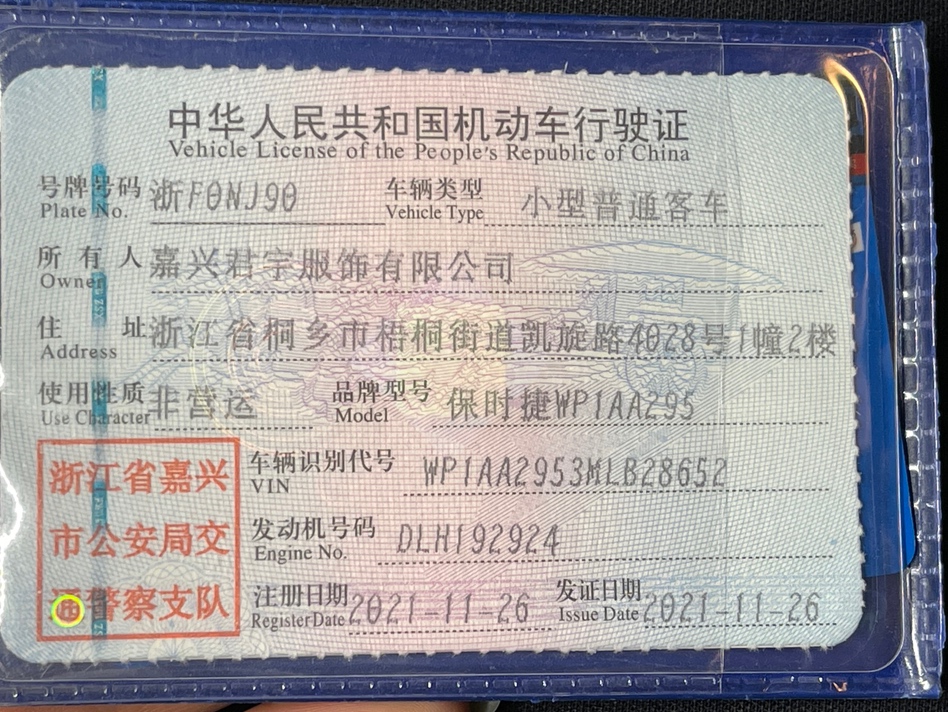 中华人民共和国机动车行驶证
Vehicle License of the People's Republic of China
号牌号码 浙F0NJ90 车辆类型 小型普通客车
Plate No. Vehicle Type
所有人 嘉兴君宇服饰有限公司
Owner
住址 浙江省桐乡市梧桐街道凯旋路4028号1幢2楼
Address
使用性质 非营运 品牌型号 保时捷WP1AA295
Use Character Model
浙江省嘉兴
市公安局交
警察支队
车辆识别代号 WP1AA2953MLB28652
VIN
发动机号码 DLH192924
Engine No.
注册日期 2021-11-26 发证日期 2021-11-26
Register Date Issue Date